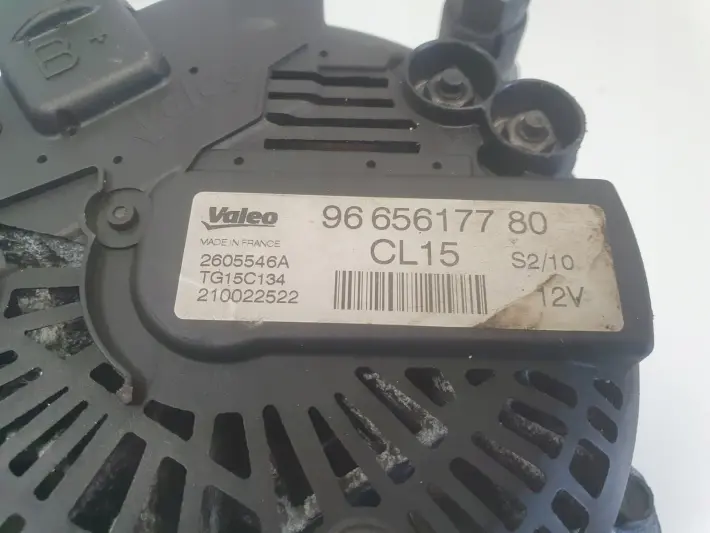 B+
Valeo
96 656177 80
MADE IN FRANCE
CL15
S2/10
2605546A
TG15C134
210022522
12V